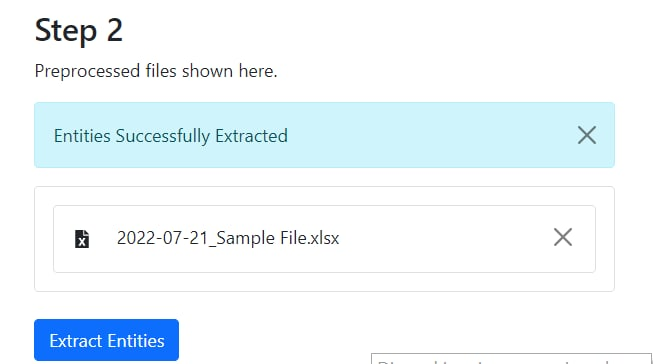 Step 2
Preprocessed files shown here.
Entities Successfully Extracted
2022-07-21_Sample File.xlsx
Extract Entities